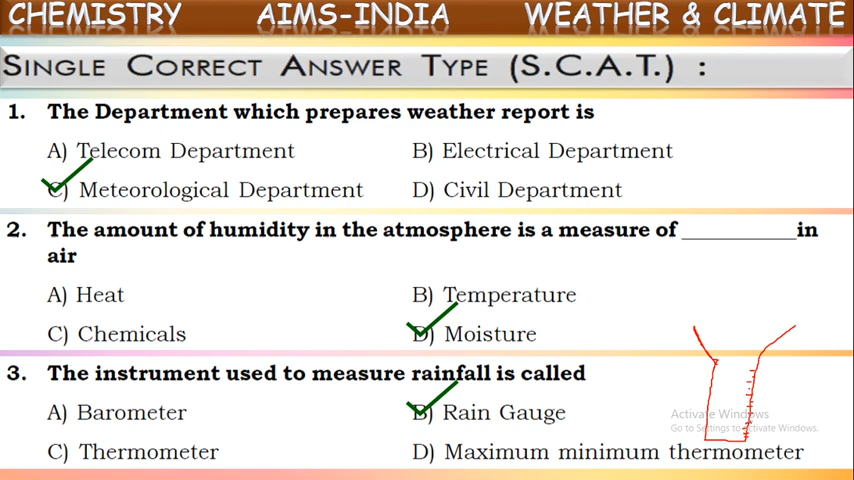 CHEMISTRY AIMS-INDIA WEATHER & CLIMATE
SINGLE CORRECT ANSWER TYPE (S.C.A.T.) :
1. The Department which prepares weather report is
A) Telecom Department B) Electrical Department
C) Meteorological Department D) Civil Department
2. The amount of humidity in the atmosphere is a measure of ___________in
air
A) Heat B) Temperature
C) Chemicals D) Moisture
3. The instrument used to measure rainfall is called
A) Barometer B) Rain Gauge
Activate Windows
Go to Settings to Activate Windows.
C) Thermometer D) Maximum minimum thermometer